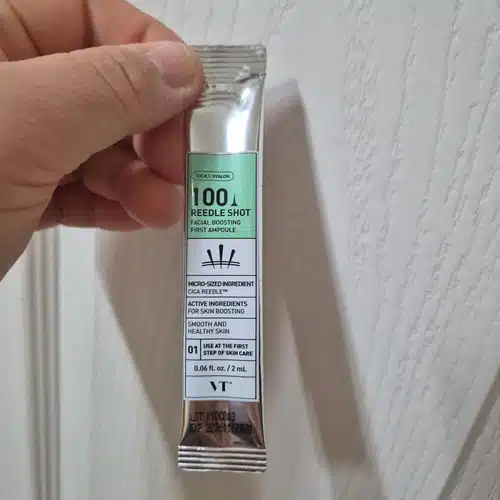 CICA X HYALON
100
REEDLE SHOT
FACIAL BOOSTING
FIRST AMPOULE
MICRO-SIZED INGREDIENT
CICA REEDLE™
ACTIVE INGREDIENTS
FOR SKIN BOOSTING
SMOOTH AND
HEALTHY SKIN
01 USE AT THE FIRST
STEP OF SKIN CARE
0.06 fl. oz. / 2 mL
VT®
LOT